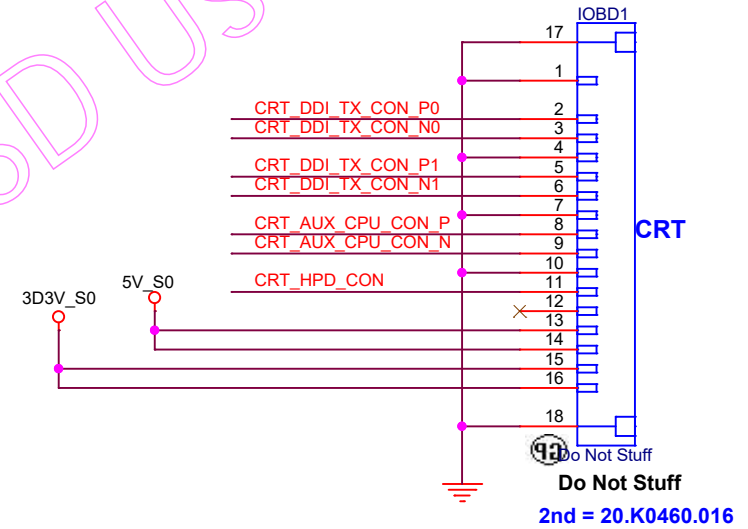 IOBD1
17
1
CRT_DDI_TX_CON_P0 2
CRT_DDI_TX_CON_N0 3
4
CRT_DDI_TX_CON_P1 5
CRT_DDI_TX_CON_N1 6
7
CRT_AUX_CPU_CON_P 8
CRT
CRT_AUX_CPU_CON_N 9
10
CRT_HPD_CON 11
5V_S0
3D3V_S0
12
13
14
15
16
18
Do Not Stuff
Do Not Stuff
2nd = 20.K0460.016